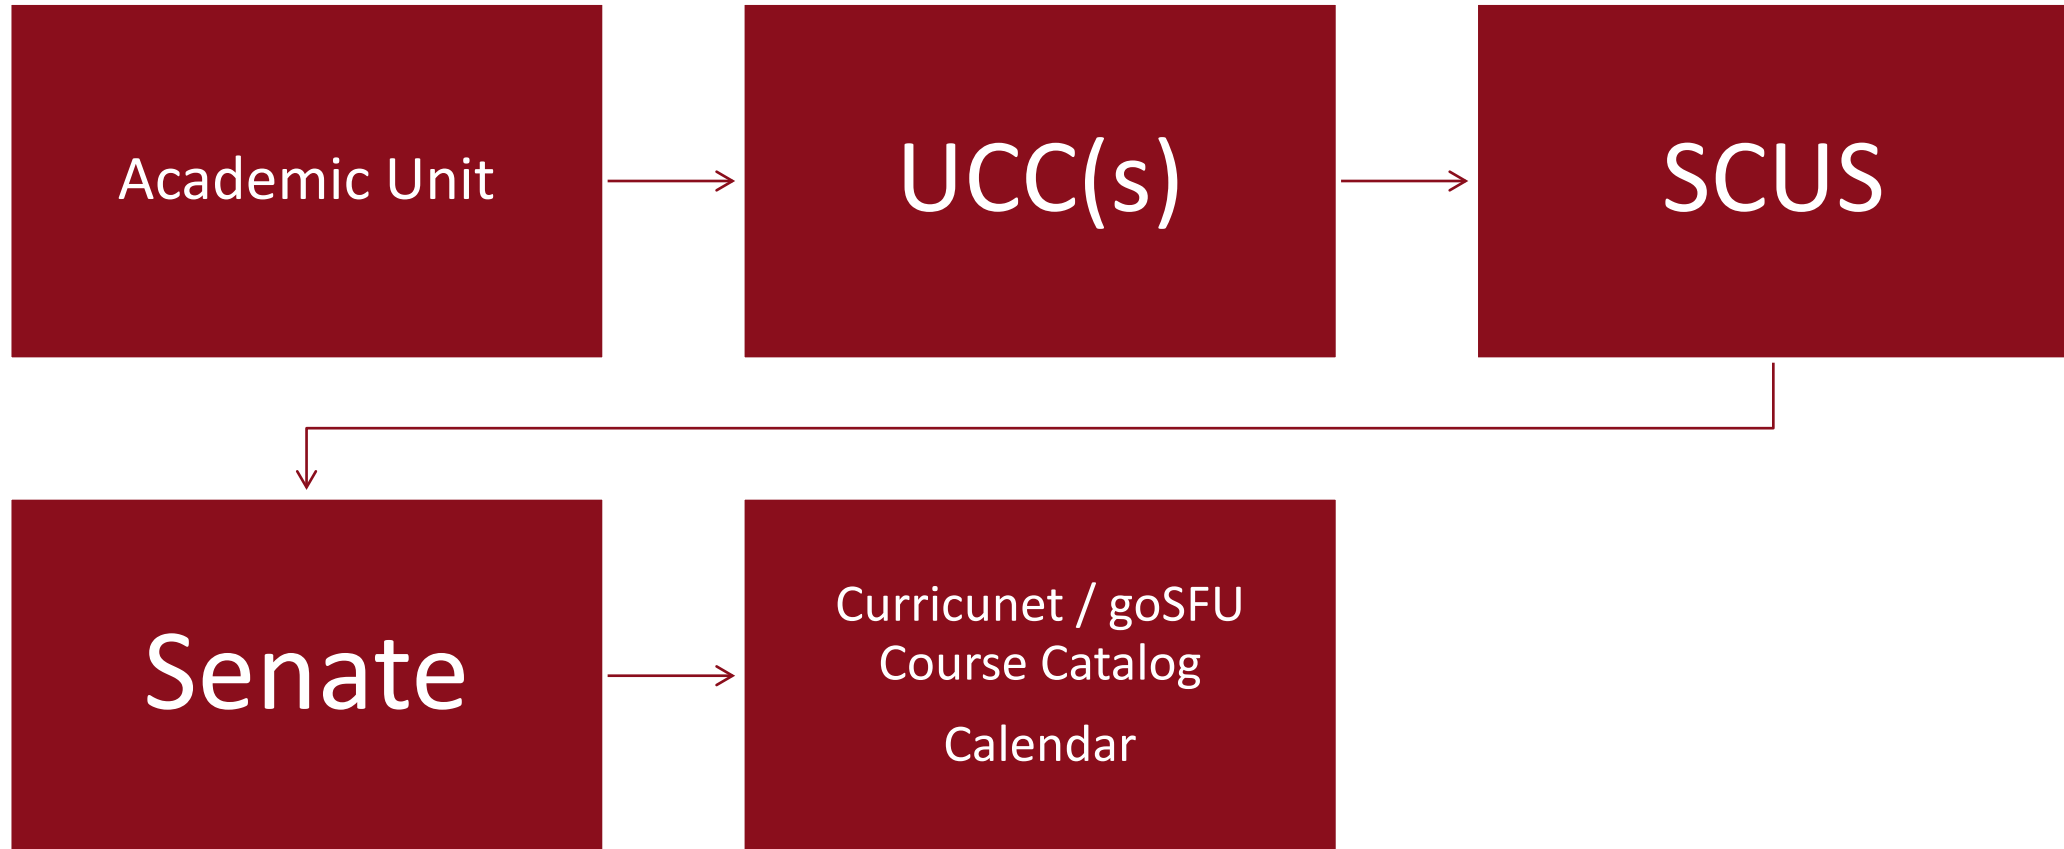 Academic Unit
UCC(s)
SCUS
Senate
Curricunet / goSFU
Course Catalog
Calendar